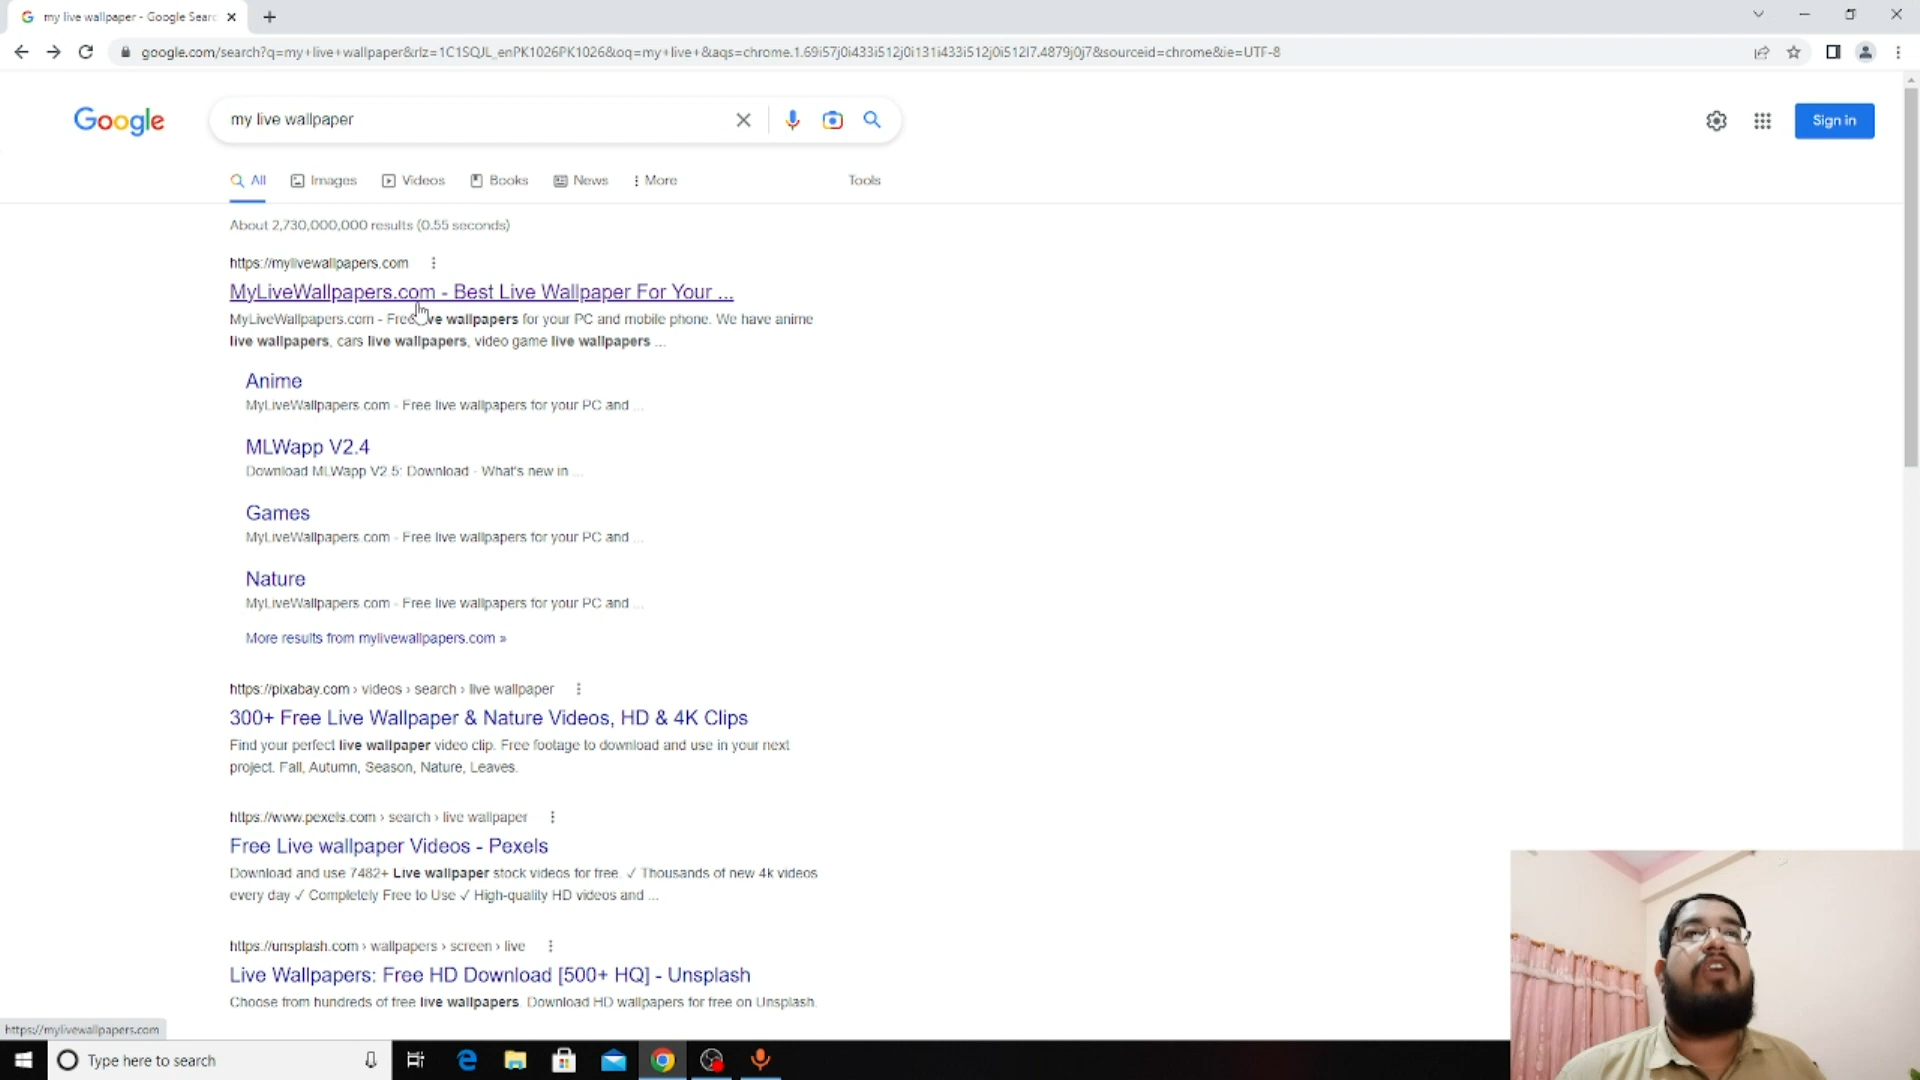 my live wallpaper - Google Searc
google.com/search?q=my+live+wallpaper&rlz=1C1SQJL_enPK1026PK1026&oq=my+live+&aqs=chrome.1.69i57j0i433i512j0i131i433i512j0i512l7.4879j0j7&sourceid=chrome&ie=UTF-8
Google
my live wallpaper
Sign in
All
Images
Videos
Books
News
More
Tools
About 2,730,000,000 results (0.55 seconds)
https://mylivewallpapers.com
MyLiveWallpapers.com - Best Live Wallpaper For Your ...
MyLiveWallpapers.com - Free live wallpapers for your PC and mobile phone. We have anime
live wallpapers, cars live wallpapers, video game live wallpapers ...
Anime
MyLiveWallpapers.com - Free live wallpapers for your PC and ...
MLWapp V2.4
Download MLWapp V2.5: Download - What's new in ...
Games
MyLiveWallpapers.com - Free live wallpapers for your PC and ...
Nature
MyLiveWallpapers.com - Free live wallpapers for your PC and ...
More results from mylivewallpapers.com »
https://pixabay.com › videos › search › live wallpaper
300+ Free Live Wallpaper & Nature Videos, HD & 4K Clips
Find your perfect live wallpaper video clip. Free footage to download and use in your next
project. Fall, Autumn, Season, Nature, Leaves.
https://www.pexels.com › search › live wallpaper
Free Live wallpaper Videos - Pexels
Download and use 7482+ Live wallpaper stock videos for free. ✓ Thousands of new 4k videos
every day ✓ Completely Free to Use ✓ High-quality HD videos and ...
https://unsplash.com › wallpapers › screen › live
Live Wallpapers: Free HD Download [500+ HQ] - Unsplash
Choose from hundreds of free live wallpapers. Download HD wallpapers for free on Unsplash.
https://mylivewallpapers.com
Type here to search